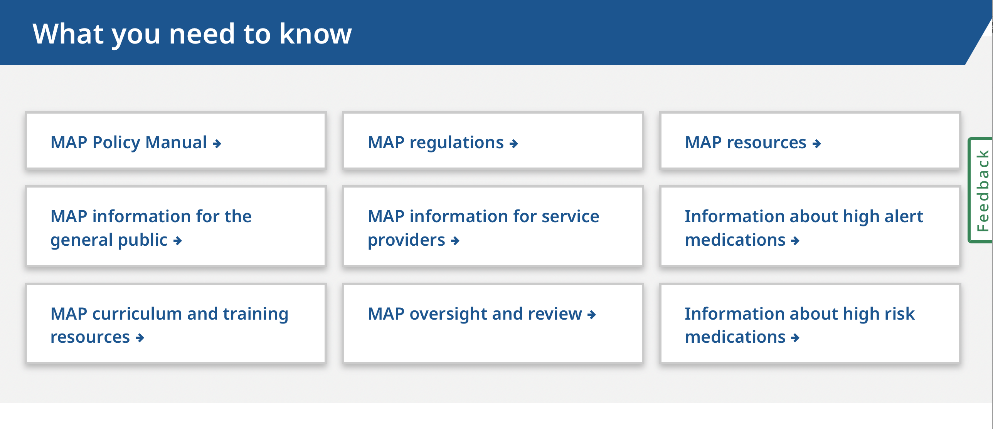 What you need to know
MAP Policy Manual →
MAP regulations →
MAP resources →
MAP information for the
general public →
MAP information for service
providers →
Information about high alert
medications →
MAP curriculum and training
resources →
MAP oversight and review →
Information about high risk
medications →
Feedback